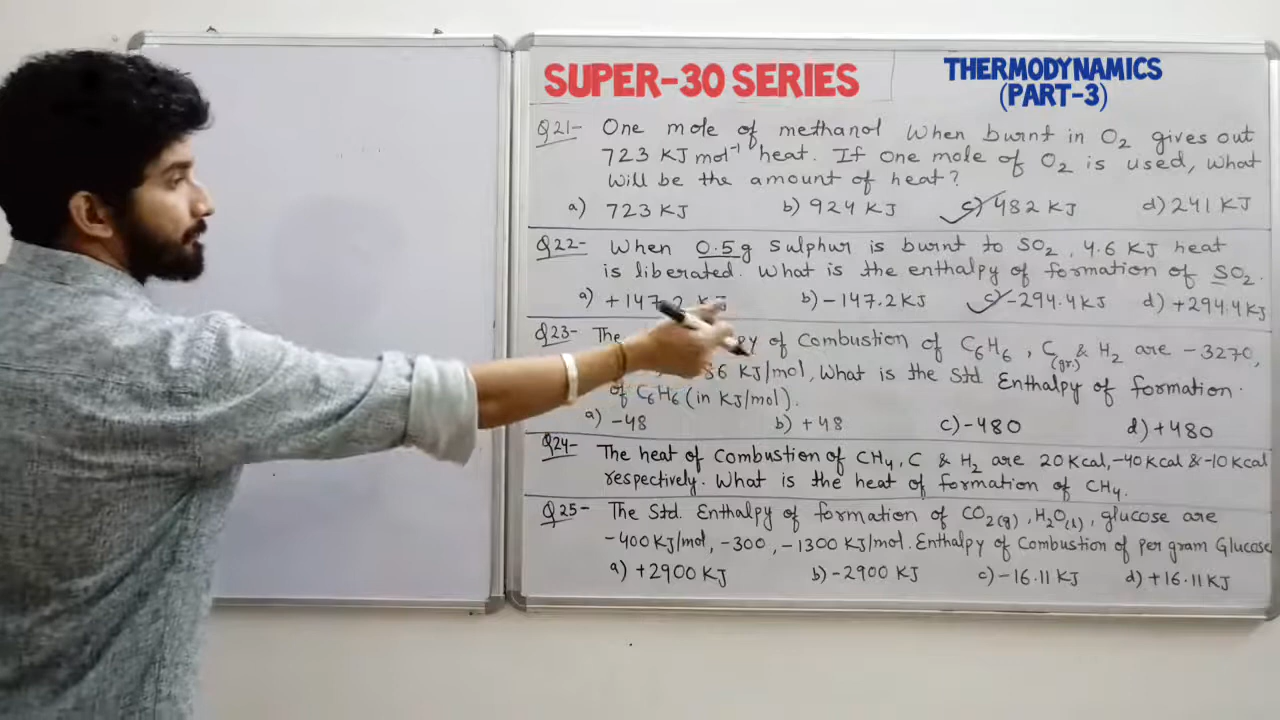 SUPER-30 SERIES
THERMODYNAMICS
(PART-3)
Q21- One mole of methanol when burnt in O2 gives out
723 KJ mol⁻¹ heat. If one mole of O2 is used, what
will be the amount of heat?
a) 723 KJ b) 924 KJ c) 482 KJ d) 241 KJ
Q22- When 0.5g Sulphur is burnt to SO2, 4.6 KJ heat
is liberated. What is the enthalpy of formation of SO2.
a) +147.2 KJ b) -147.2KJ c) -294.4KJ d) +294.4KJ
Q23- The py of Combustion of C6H6, C(gr.) & H2 are -3270,
86 KJ/mol, What is the Std Enthalpy of formation.
of C6H6 (in KJ/mol).
a) -48 b) +48 c) -480 d) +480
Q24- The heat of Combustion of CH4, C & H2 are 20 Kcal, -40 Kcal & -10 Kcal
respectively. What is the heat of formation of CH4.
Q25- The Std. Enthalpy of formation of CO2(g), H2O(l), glucose are
-400 KJ/mol, -300, -1300 KJ/mol. Enthalpy of Combustion of per gram Glucose
a) +2900 KJ b) -2900 KJ c) -16.11 KJ d) +16.11 KJ